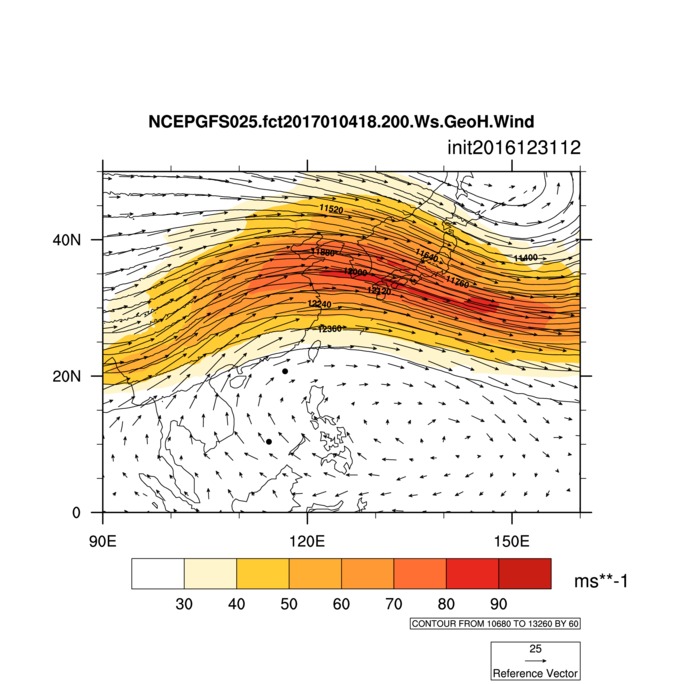 NCEPGFS025.fct2017010418.200.Ws.GeoH.Wind
init2016123112
11520
40N
11880
11640
11400
12000
11760
12120
12240
12360
20N
0
90E 120E 150E
ms**-1
30 40 50 60 70 80 90
CONTOUR FROM 10680 TO 13260 BY 60
25
Reference Vector